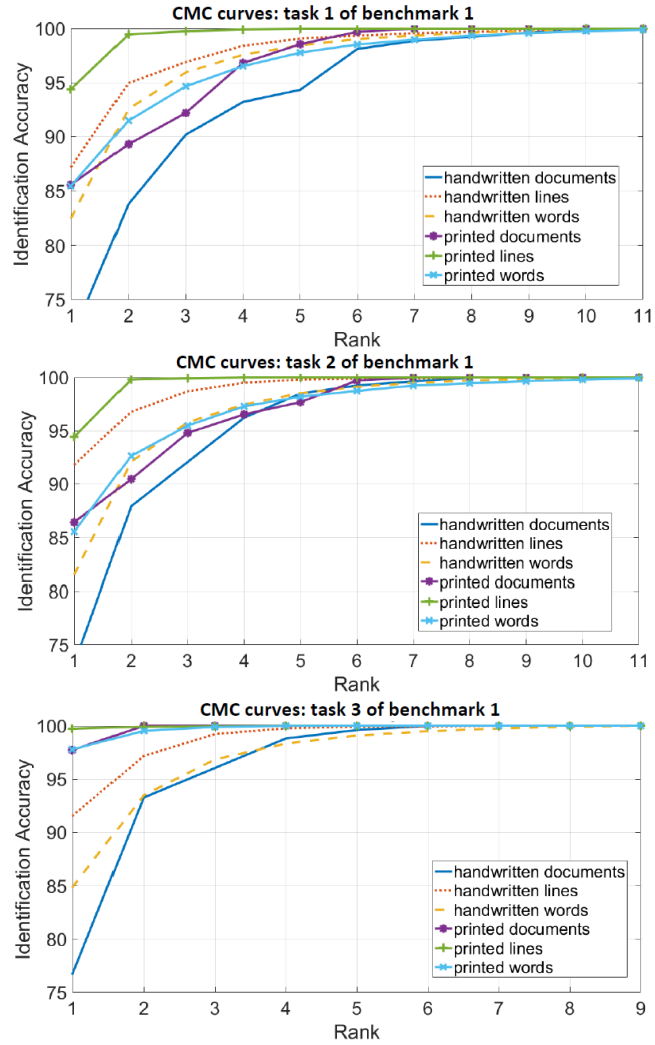 CMC curves: task 1 of benchmark 1
100
95
90
85
80
75
Identification Accuracy
handwritten documents
handwritten lines
handwritten words
printed documents
printed lines
printed words
1 2 3 4 5 6 7 8 9 10 11
Rank
CMC curves: task 2 of benchmark 1
100
95
90
85
80
75
Identification Accuracy
handwritten documents
handwritten lines
handwritten words
printed documents
printed lines
printed words
1 2 3 4 5 6 7 8 9 10 11
Rank
CMC curves: task 3 of benchmark 1
100
95
90
85
80
75
Identification Accuracy
handwritten documents
handwritten lines
handwritten words
printed documents
printed lines
printed words
1 2 3 4 5 6 7 8 9
Rank